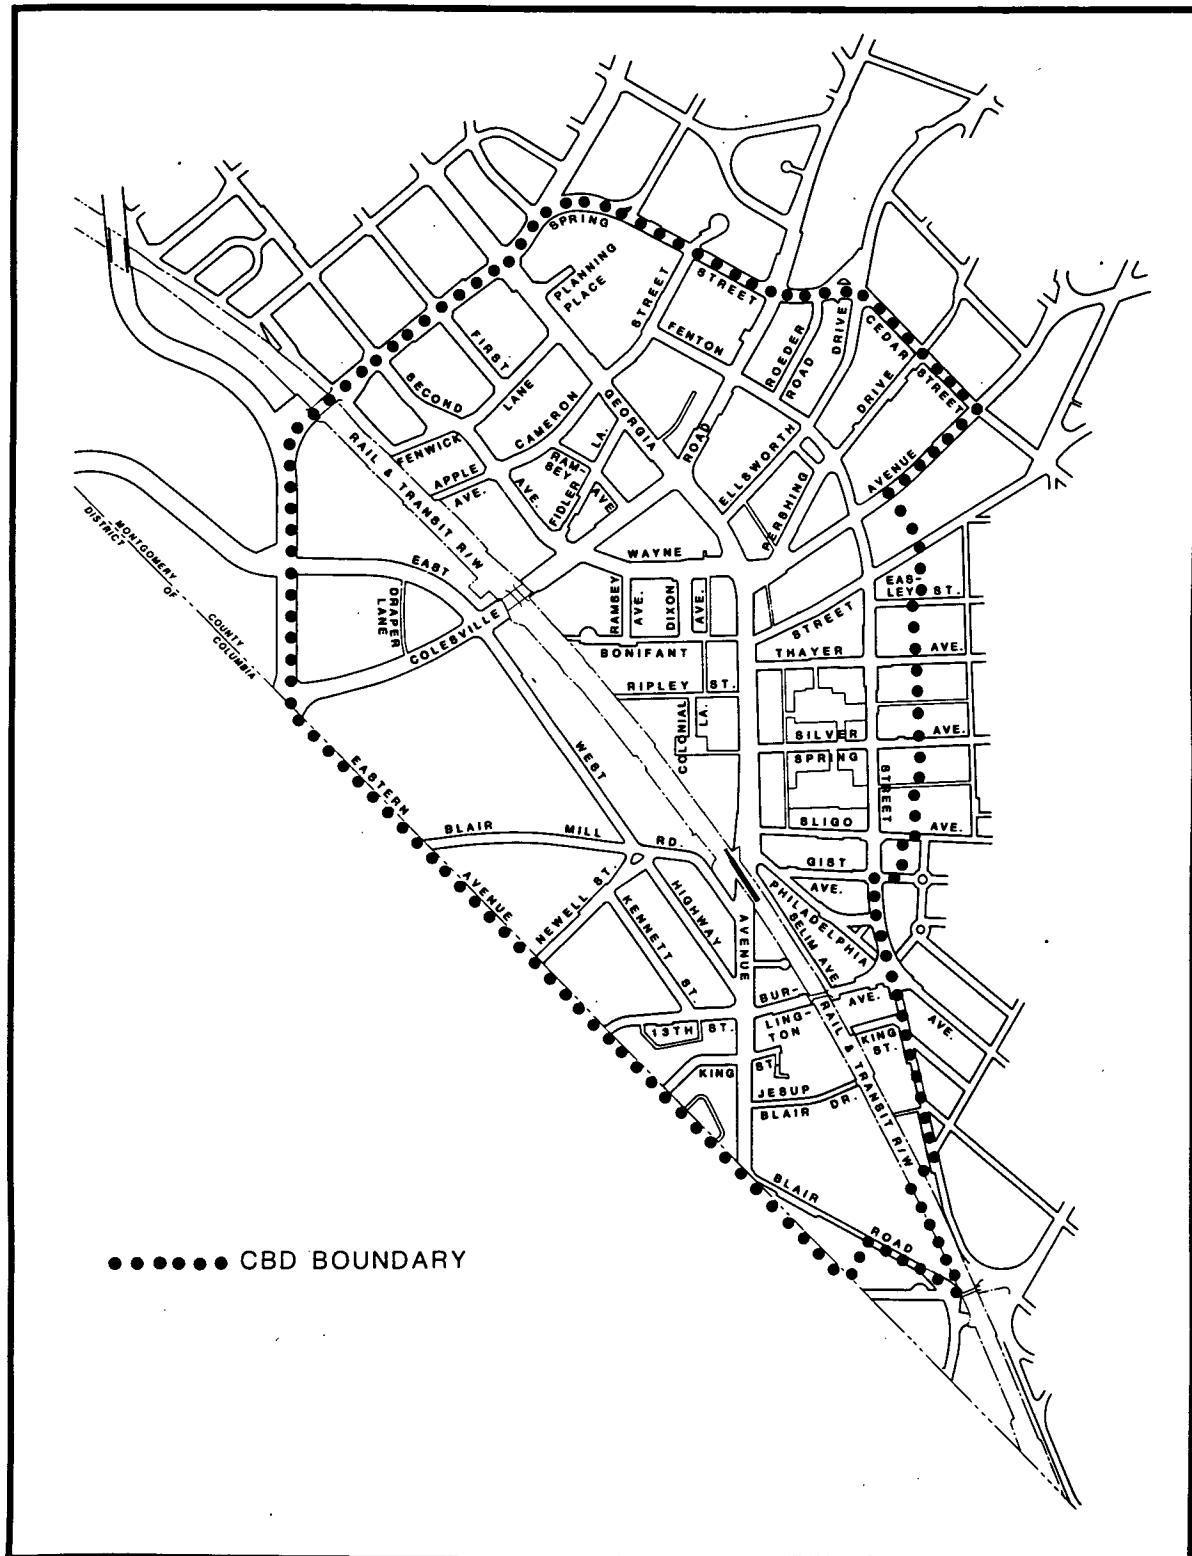 SPRING
STREET
PLANNING
PLACE
STREET
FENTON
ROEDER
ROAD
DRIVE
CEDAR
STREET
DRIVE
FIRST
SECOND
LANE
CAMERON
GEORGIA
ROAD
ELLSWORTH
AVENUE
PERSHING
FENWICK
APPLE
AVE.
RAM-
SEY
LA.
FIDLER
AVE.
AVE
RAIL & TRANSIT R/W
WAYNE
EAST
DRAPER
LANE
COLESVILLE
MONTGOMERY COUNTY
DISTRICT OF COLUMBIA
RAMSEY
AVE.
DIXON
AVE.
STREET
EAS-
LEY ST.
BONIFANT
THAYER
AVE.
RIPLEY ST.
COLONIAL
LA.
SILVER
SPRING
AVE.
STREET
WEST
EASTERN
AVENUE
BLAIR MILL RD.
SLIGO
AVE.
GIST
AVE.
PHILADELPHIA
SELIM AVE.
AVE.
NEWELL ST.
KENNETT ST.
HIGHWAY
AVENUE
BUR-
LING-
TON
AVE.
13TH ST.
KING
ST.
KING
ST.
JESUP
BLAIR DR.
RAIL & TRANSIT R/W
BLAIR
ROAD
CBD BOUNDARY